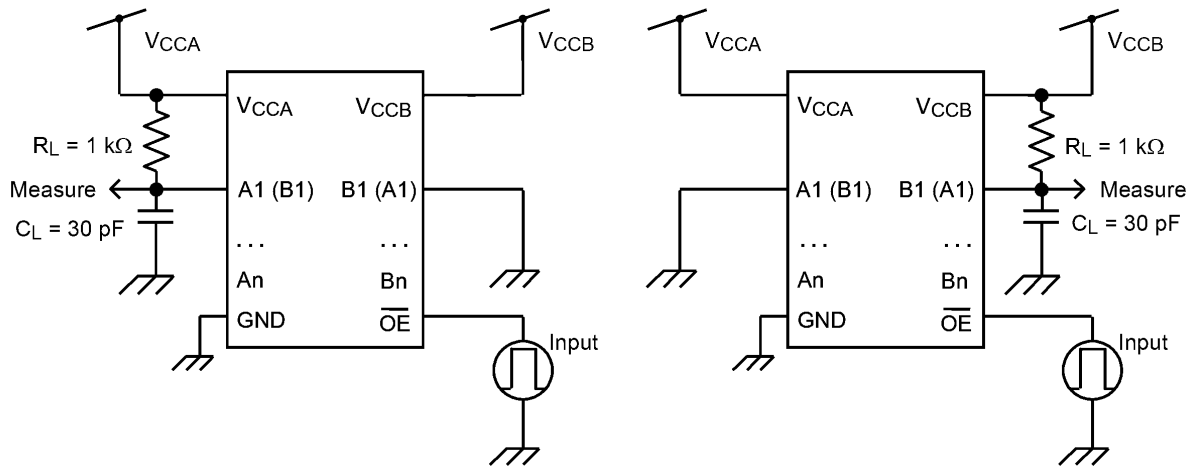 VCCA
VCCB
VCCA VCCB
RL = 1 kΩ
Measure
A1 (B1) B1 (A1)
CL = 30 pF
... ...
An Bn
GND O̅E̅
Input
VCCA
VCCB
VCCA VCCB
RL = 1 kΩ
A1 (B1) B1 (A1)
Measure
CL = 30 pF
... ...
An Bn
GND O̅E̅
Input